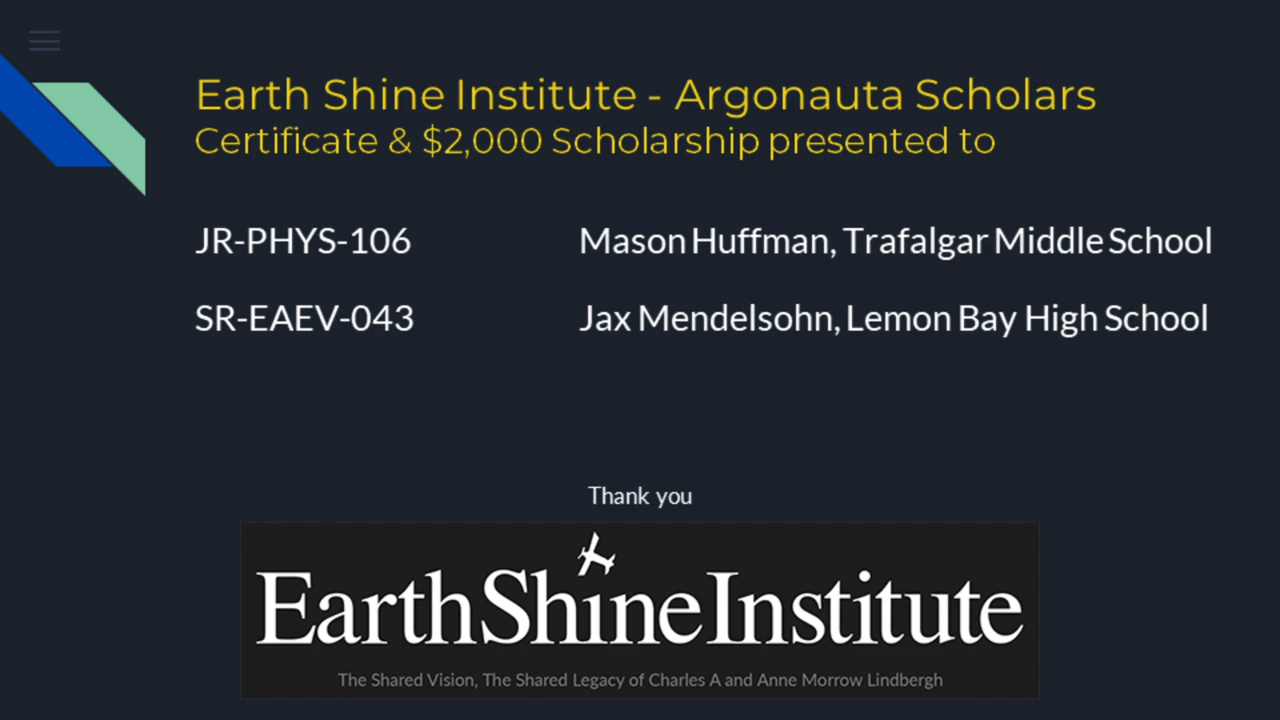 Earth Shine Institute - Argonauta Scholars
Certificate & $2,000 Scholarship presented to
JR-PHYS-106 Mason Huffman, Trafalgar Middle School
SR-EAEV-043 Jax Mendelsohn, Lemon Bay High School
Thank you
EarthShineInstitute
The Shared Vision, The Shared Legacy of Charles A and Anne Morrow Lindbergh